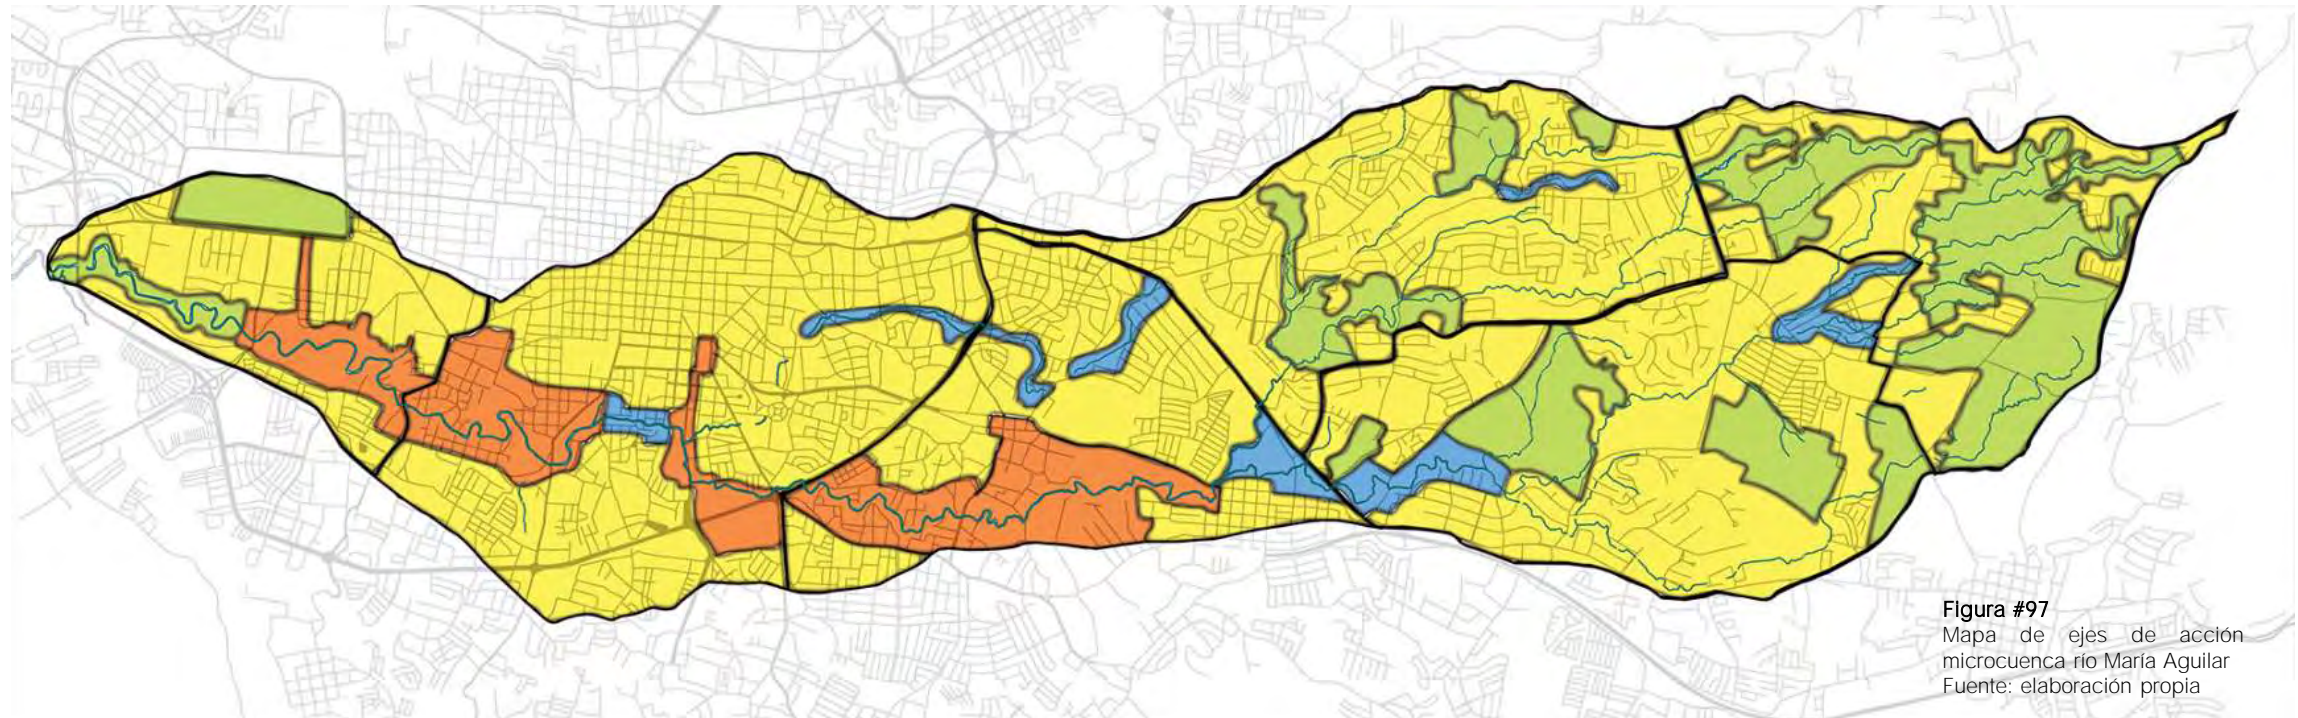 Figura #97
Mapa de ejes de acción
microcuenca río María Aguilar
Fuente: elaboración propia